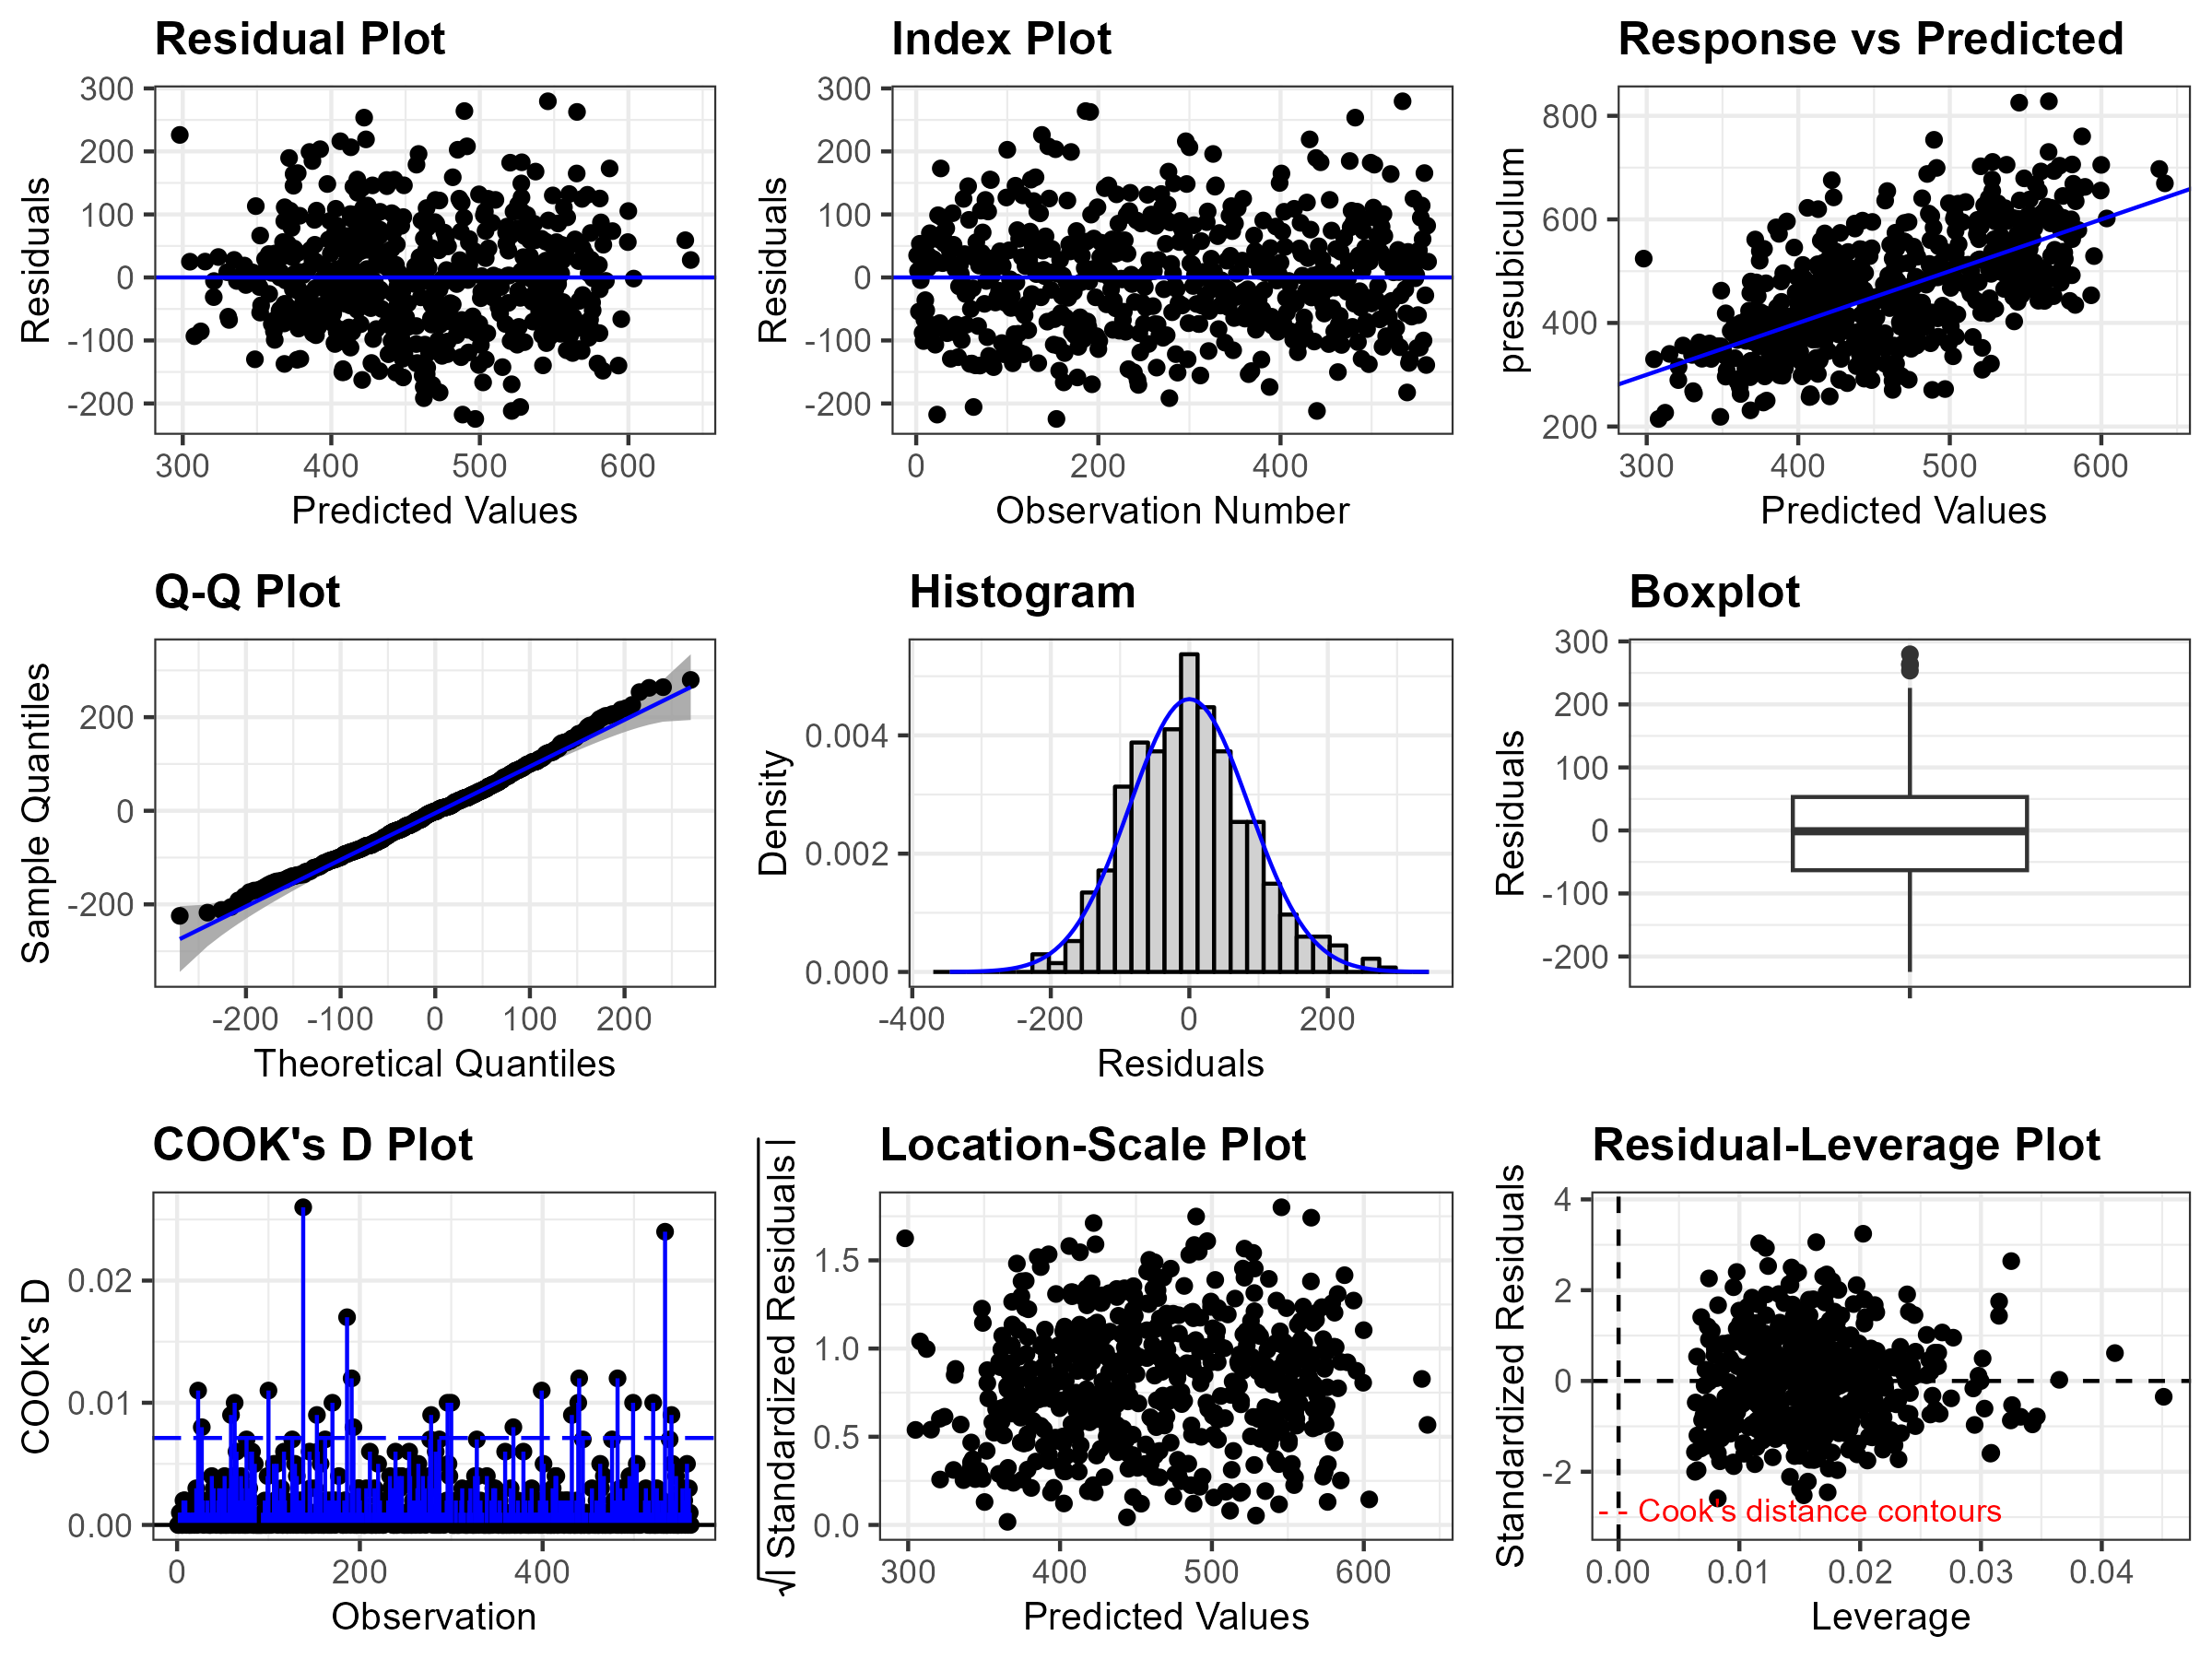 Residual Plot
300
200
100
0
-100
-200
Residuals
300 400 500 600
Predicted Values
Index Plot
300
200
100
0
-100
-200
Residuals
0 200 400
Observation Number
Response vs Predicted
800
600
400
200
presubiculum
300 400 500 600
Predicted Values
Q-Q Plot
200
0
-200
Sample Quantiles
-200 -100 0 100 200
Theoretical Quantiles
Histogram
0.004
0.002
0.000
Density
-400 -200 0 200
Residuals
Boxplot
300
200
100
0
-100
-200
Residuals
COOK's D Plot
0.02
0.01
0.00
COOK's D
0 200 400
Observation
Location-Scale Plot
1.5
1.0
0.5
0.0
√| Standardized Residuals |
300 400 500 600
Predicted Values
Residual-Leverage Plot
4
2
0
-2
Standardized Residuals
- - Cook's distance contours
0.00 0.01 0.02 0.03 0.04
Leverage